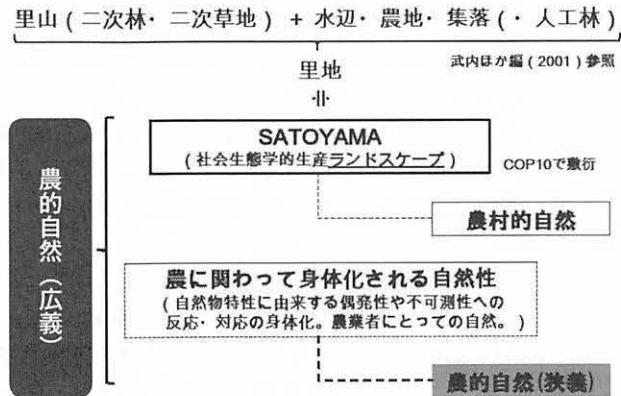 里山(二次林・二次草地) + 水辺・農地・集落(・人工林)
武内ほか編(2001)参照
里地
SATOYAMA
(社会生態学的生産ランドスケープ)
COP10で敷衍
農村的自然
農的自然(広義)
農に関わって身体化される自然性
(自然物特性に由来する偶発性や不可測性への
反応・対応の身体化。農業者にとっての自然。)
農的自然(狭義)